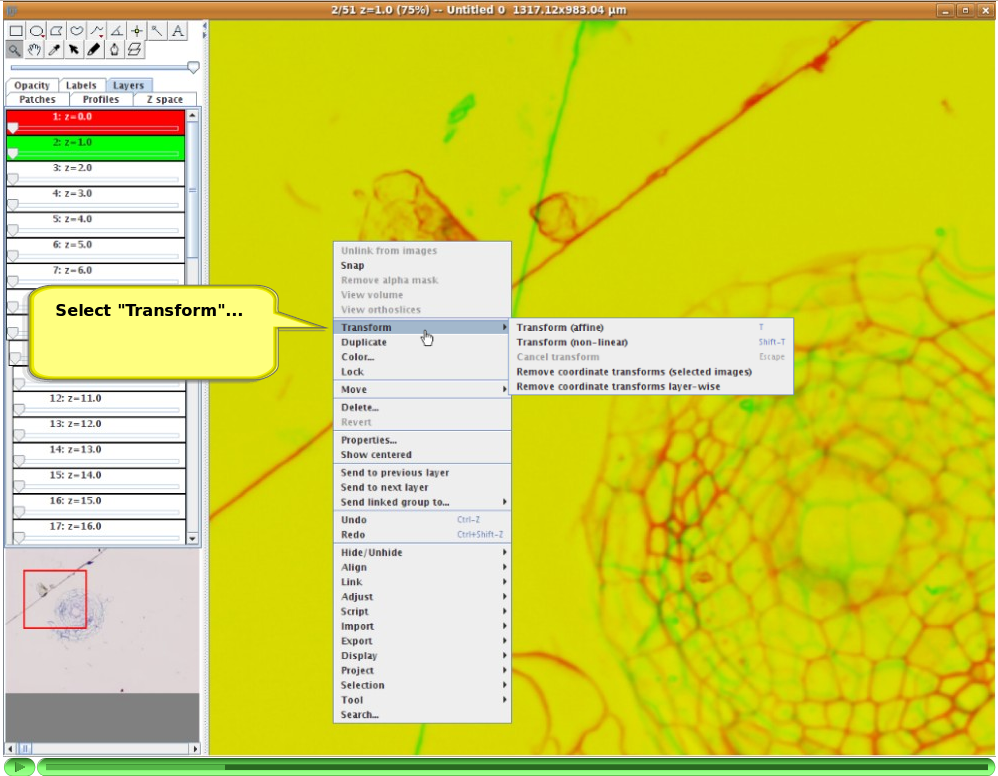 2/51 z=1.0 (75%) -- Untitled 0 1317.12x983.04 µm
A
Opacity Labels Layers
Patches Profiles Z space
1: z=0.0
2: z=1.0
3: z=2.0
4: z=3.0
5: z=4.0
6: z=5.0
7: z=6.0
Select "Transform"...
12: z=11.0
13: z=12.0
14: z=13.0
15: z=14.0
16: z=15.0
17: z=16.0
Unlink from images
Snap
Remove alpha mask
View volume
View orthoslices
Transform
Duplicate
Color...
Lock
Move
Delete...
Revert
Properties...
Show centered
Send to previous layer
Send to next layer
Send linked group to...
Undo Ctrl-Z
Redo Ctrl+Shift-Z
Hide/Unhide
Align
Link
Adjust
Script
Import
Export
Display
Project
Selection
Tool
Search...
Transform (affine) T
Transform (non-linear) Shift-T
Cancel transform Escape
Remove coordinate transforms (selected images)
Remove coordinate transforms layer-wise